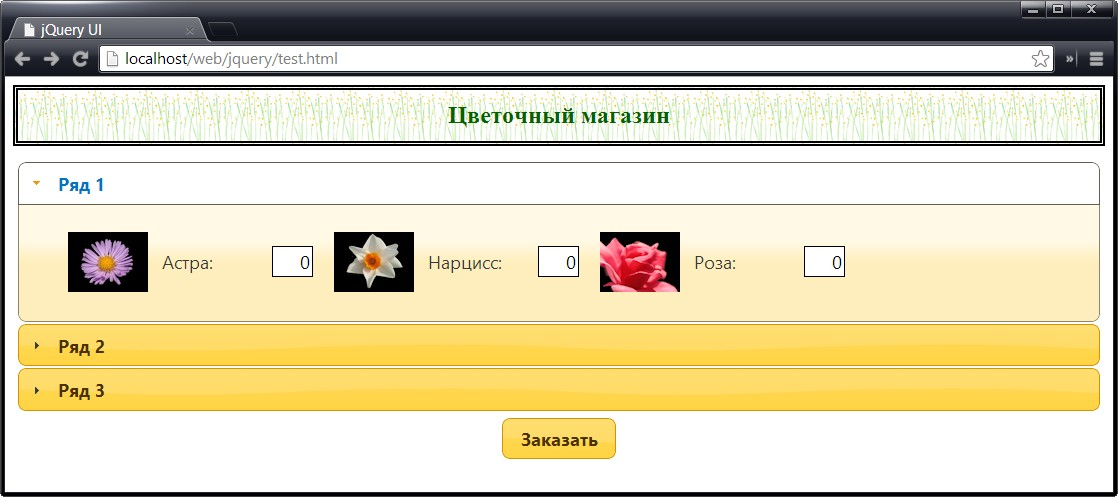 jQuery UI
localhost/web/jquery/test.html
Цветочный магазин
Ряд 1
Астра: 0 Нарцисс: 0 Роза: 0
Ряд 2
Ряд 3
Заказать